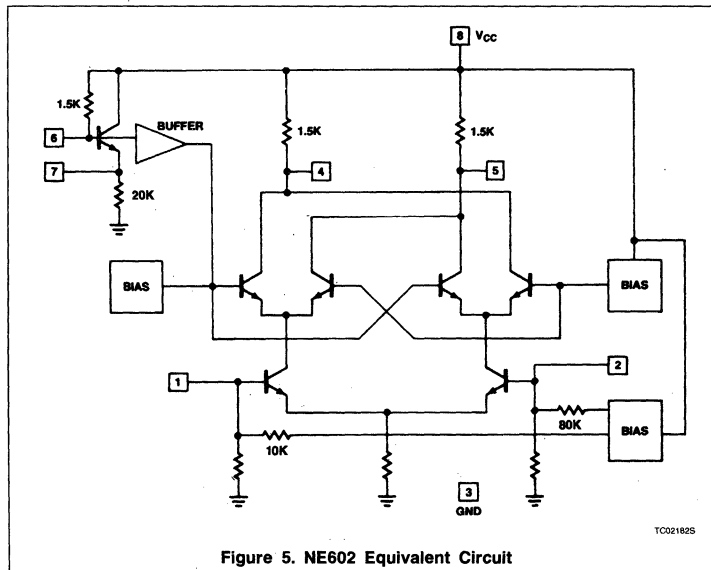 8 VCC
1.5K
6
BUFFER
1.5K
1.5K
7
4
5
20K
BIAS
BIAS
1
2
10K
80K
BIAS
3
GND
TC02182S
Figure 5. NE602 Equivalent Circuit